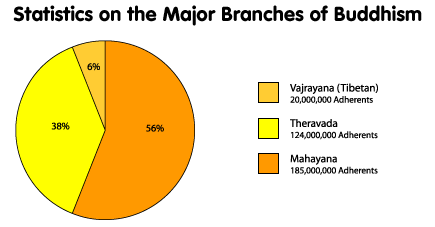 Statistics on the Major Branches of Buddhism
6%
38%
56%
Vajrayana (Tibetan)
20,000,000 Adherents
Theravada
124,000,000 Adherents
Mahayana
185,000,000 Adherents